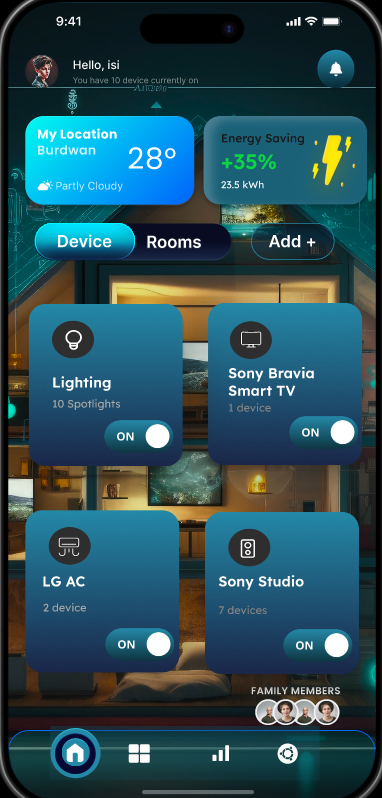 9:41
Hello, isi
You have 10 device currently on
My Location
Burdwan
28°
Partly Cloudy
Energy Saving
+35%
23.5 kWh
Device
Rooms
Add +
Lighting
10 Spotlights
ON
Sony Bravia
Smart TV
1 device
ON
LG AC
2 device
ON
Sony Studio
7 devices
ON
FAMILY MEMBERS